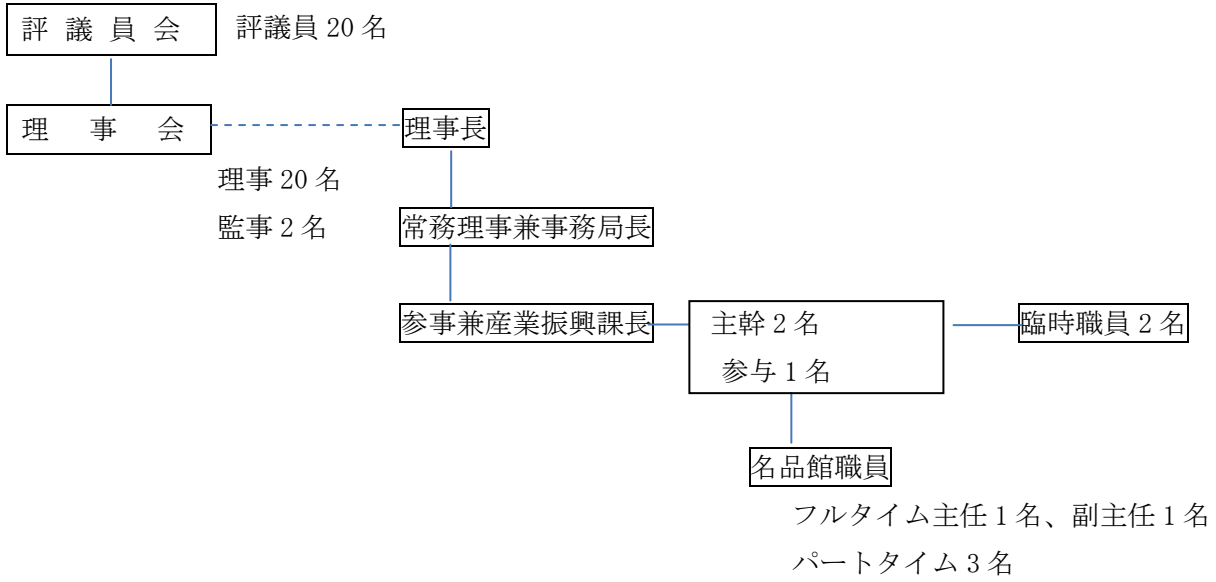 評議員会 評議員 20 名
理事会 理事長
理事 20 名
監事 2 名 常務理事兼事務局長
参事兼産業振興課長 主幹 2 名 臨時職員 2 名
参与 1 名
名品館職員
フルタイム主任 1 名、副主任 1 名
パートタイム 3 名